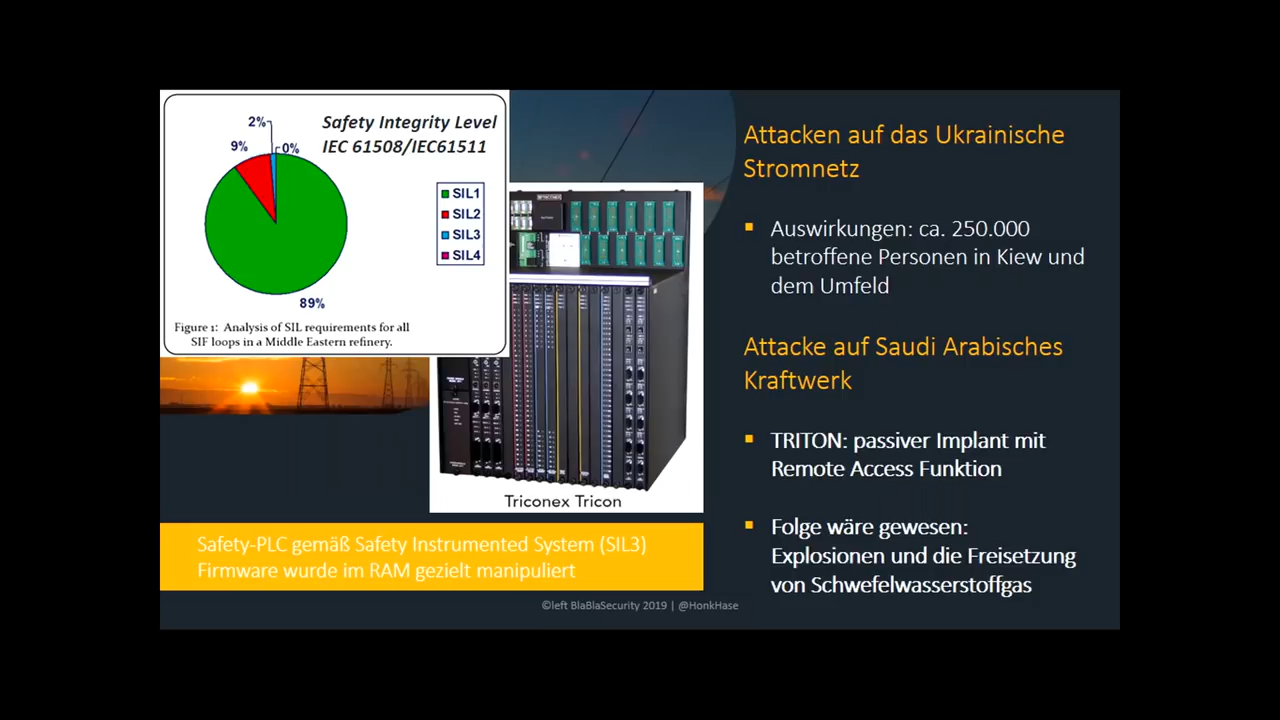 2%
9%
0%
Safety Integrity Level
IEC 61508/IEC61511
SIL1
SIL2
SIL3
SIL4
89%
Figure 1: Analysis of SIL requirements for all
SIF loops in a Middle Eastern refinery.
TRICONEX
Triconex Tricon
Safety-PLC gemäß Safety Instrumented System (SIL3)
Firmware wurde im RAM gezielt manipuliert
Attacken auf das Ukrainische
Stromnetz
Auswirkungen: ca. 250.000
betroffene Personen in Kiew und
dem Umfeld
Attacke auf Saudi Arabisches
Kraftwerk
TRITON: passiver Implant mit
Remote Access Funktion
Folge wäre gewesen:
Explosionen und die Freisetzung
von Schwefelwasserstoffgas
©left BlaBlaSecurity 2019 | @HonkHase